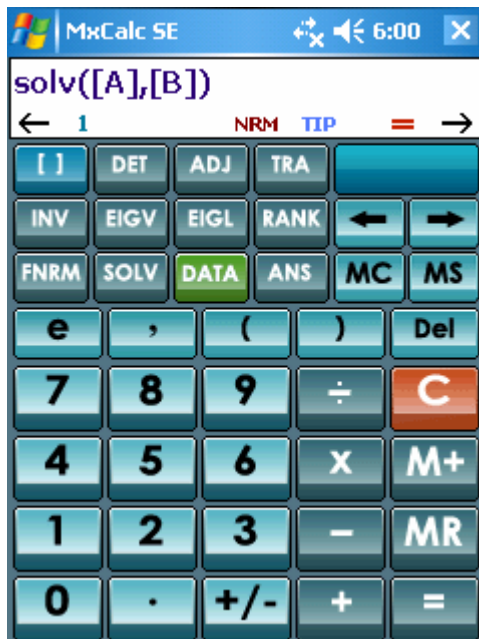 MxCalc SE 6:00
solv([A],[B])
← 1 NRM TIP = →
[ ] DET ADJ TRA
INV EIGV EIGL RANK ← →
FNRM SOLV DATA ANS MC MS
e , ( ) Del
7 8 9 ÷ C
4 5 6 x M+
1 2 3 − MR
0 . +/- + =